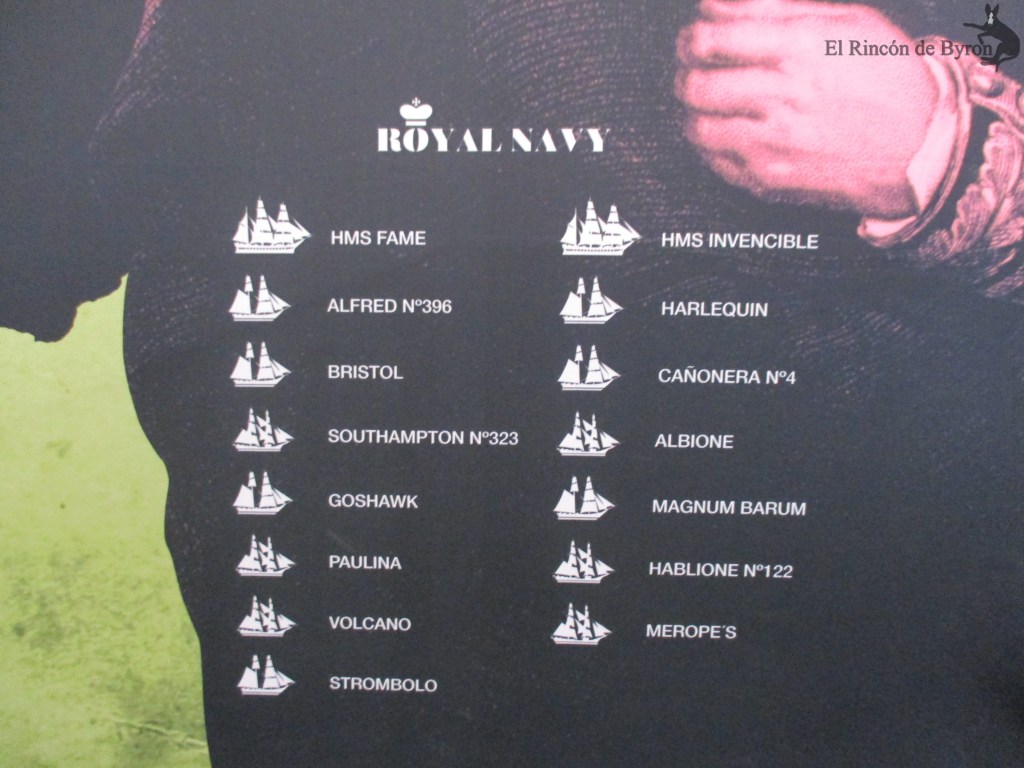 El Rincón de Byron
ROYAL NAVY
HMS FAME
ALFRED Nº396
BRISTOL
SOUTHAMPTON Nº323
GOSHAWK
PAULINA
VOLCANO
STROMBOLO
HMS INVENCIBLE
HARLEQUIN
CAÑONERA Nº4
ALBIONE
MAGNUM BARUM
HABLIONE Nº122
MEROPE´S